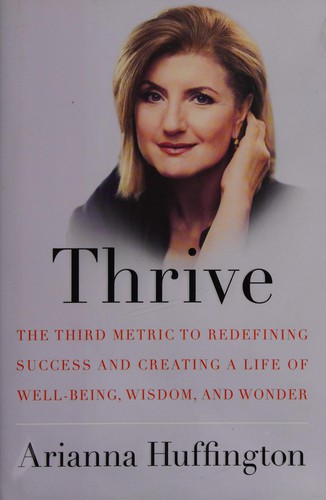 Thrive
THE THIRD METRIC TO REDEFINING
SUCCESS AND CREATING A LIFE OF
WELL-BEING, WISDOM, AND WONDER
Arianna Huffington